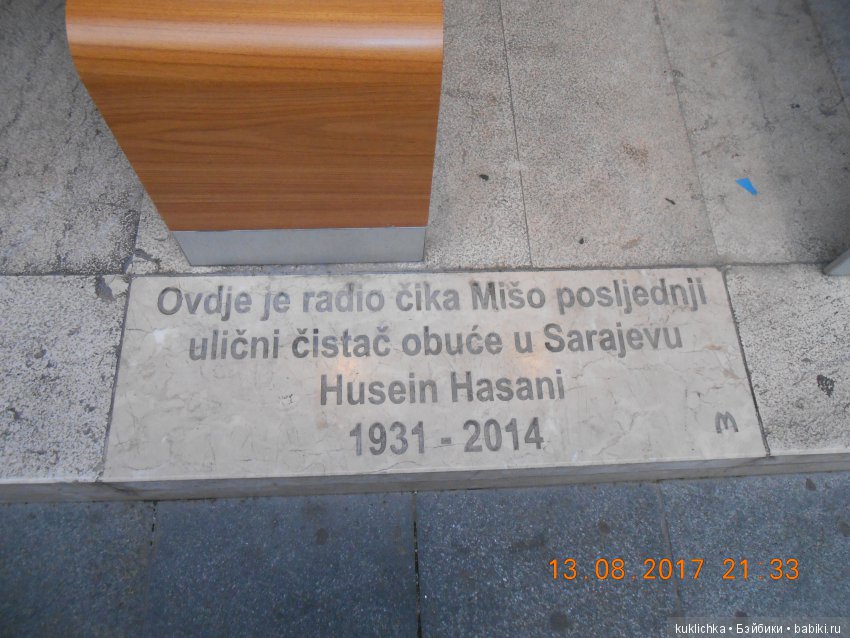 Ovdje je radio čika Mišo posljednji
ulični čistač obuće u Sarajevu
Husein Hasani
1931 - 2014
M
13.08.2017 21:33
kuklichka • Бэйбики • babiki.ru